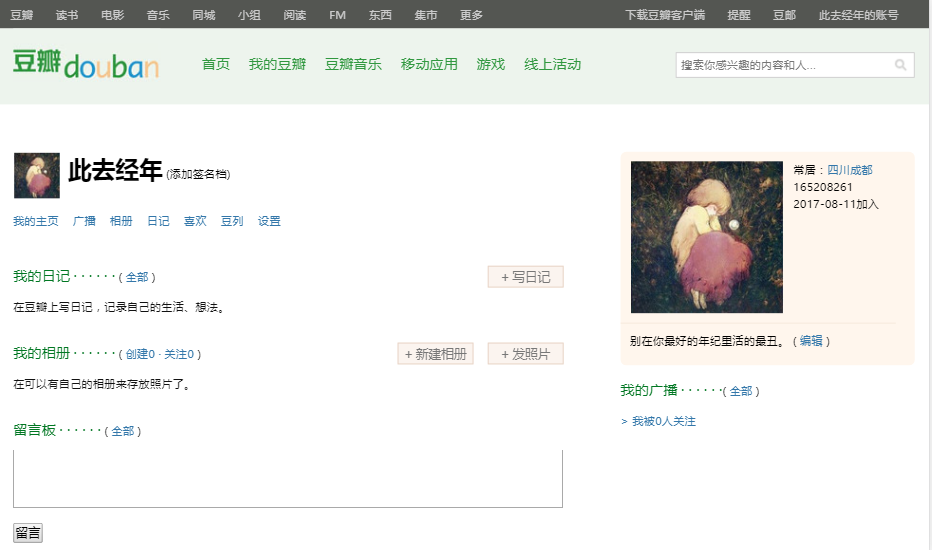 豆瓣 读书 电影 音乐 同城 小组 阅读 FM 东西 集市 更多 下载豆瓣客户端 提醒 豆邮 此去经年的账号
豆瓣douban 首页 我的豆瓣 豆瓣音乐 移动应用 游戏 线上活动 搜索你感兴趣的内容和人...
此去经年 (添加签名档)
我的主页 广播 相册 日记 喜欢 豆列 设置
我的日记 · · · · · · ( 全部 ) + 写日记
在豆瓣上写日记，记录自己的生活、想法。
我的相册 · · · · · · ( 创建0 · 关注0 ) + 新建相册 + 发照片
在可以有自己的相册来存放照片了。
留言板 · · · · · · ( 全部 )
留言
常居：四川成都
165208261
2017-08-11加入
别在你最好的年纪里活的最丑。 ( 编辑 )
我的广播 · · · · · ·( 全部 )
> 我被0人关注